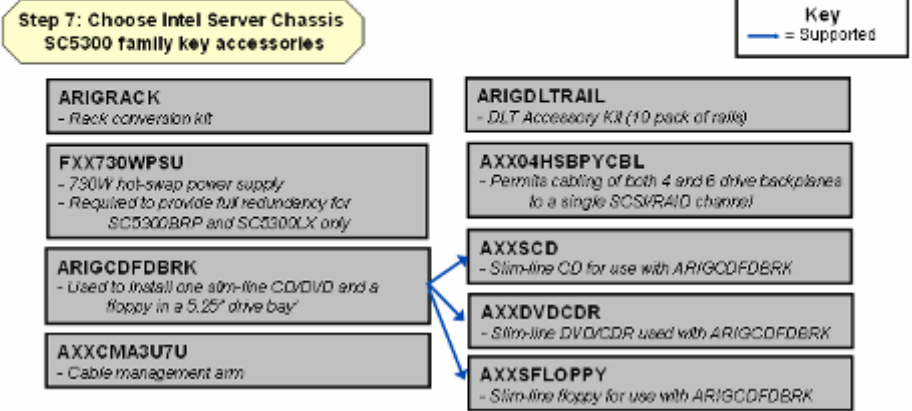 Step 7: Choose Intel Server Chassis
SC5300 family key accessories
Key
= Supported
ARIGRACK
- Rack conversion kit
FXX730WPSU
- 730W hot-swap power supply
- Required to provide full redundancy for
SC5300BRP and SC5300LX only
ARIGCDFDBRK
- Used to install one slim-line CD/DVD and a
floppy in a 5.25" drive bay'
AXXCMA3U7U
- Cable management arm
ARIGDLTRAIL
- DLT Accessory Kit (10 pack of rails)
AXX04HSBPYCBL
- Permits cabling of both 4 and 6 drive backplanes
to a single SCSI/RAID channel
AXXSCD
- Slim-line CD for use with ARIGCDFDBRK
AXXDVDCDR
- Slim-line DVD/CDR used with ARIGCDFDBRK
AXXSFLOPPY
- Slim-line floppy for use with ARIGCDFDBRK